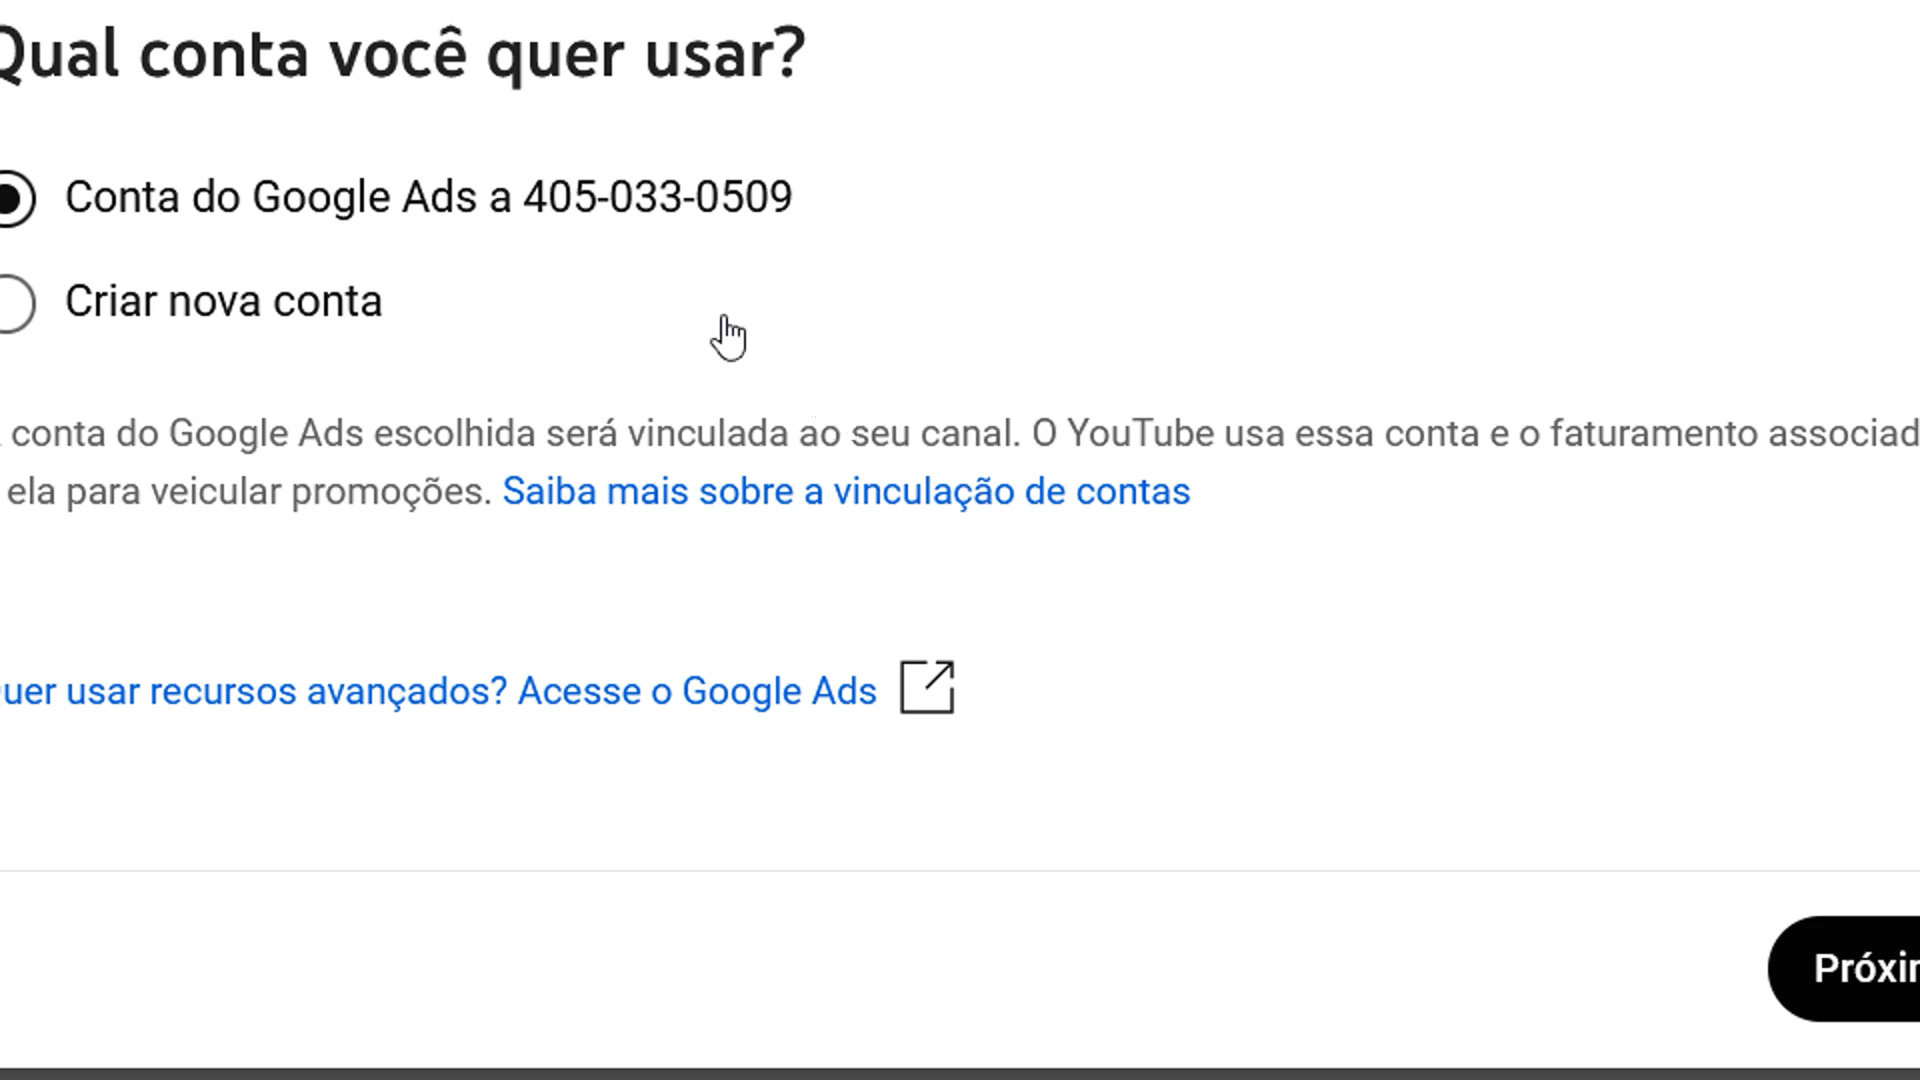 Qual conta você quer usar?
Conta do Google Ads a 405-033-0509
Criar nova conta
conta do Google Ads escolhida será vinculada ao seu canal. O YouTube usa essa conta e o faturamento associad
ela para veicular promoções. Saiba mais sobre a vinculação de contas
uer usar recursos avançados? Acesse o Google Ads
Próxi